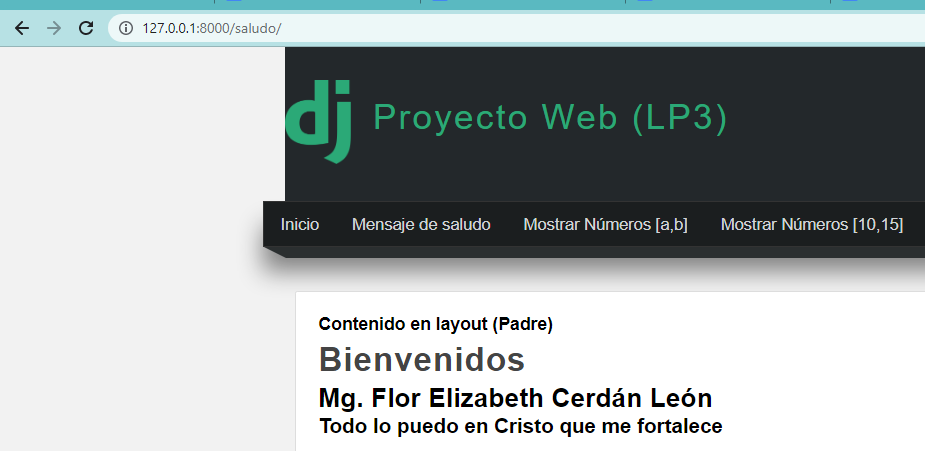 127.0.0.1:8000/saludo/
dj Proyecto Web (LP3)
Inicio Mensaje de saludo Mostrar Números [a,b] Mostrar Números [10,15]
Contenido en layout (Padre)
Bienvenidos
Mg. Flor Elizabeth Cerdán León
Todo lo puedo en Cristo que me fortalece